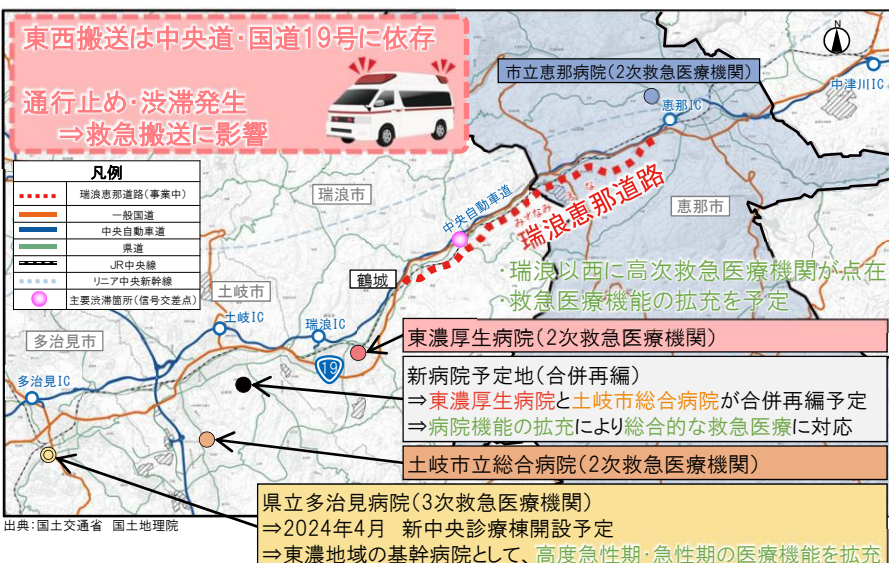 東西搬送は中央道・国道19号に依存
通行止め・渋滞発生
⇒救急搬送に影響
N
市立恵那病院(2次救急医療機関)
中津川IC
恵那IC
凡例
瑞浪恵那道路(事業中)
一般国道
中央自動車道
県道
JR中央線
リニア中央新幹線
主要渋滞箇所(信号交差点)
瑞浪市
中央自動車道
みずなみ え な
瑞浪恵那道路
恵那市
・瑞浪以西に高次救急医療機関が点在
・救急医療機能の拡充を予定
鶴城
土岐市
土岐IC
瑞浪IC
19
多治見市
多治見IC
東濃厚生病院(2次救急医療機関)
新病院予定地(合併再編)
⇒東濃厚生病院と土岐市総合病院が合併再編予定
⇒病院機能の拡充により総合的な救急医療に対応
土岐市立総合病院(2次救急医療機関)
県立多治見病院(3次救急医療機関)
⇒2024年4月 新中央診療棟開設予定
⇒東濃地域の基幹病院として、高度急性期・急性期の医療機能を拡充
出典:国土交通省 国土地理院